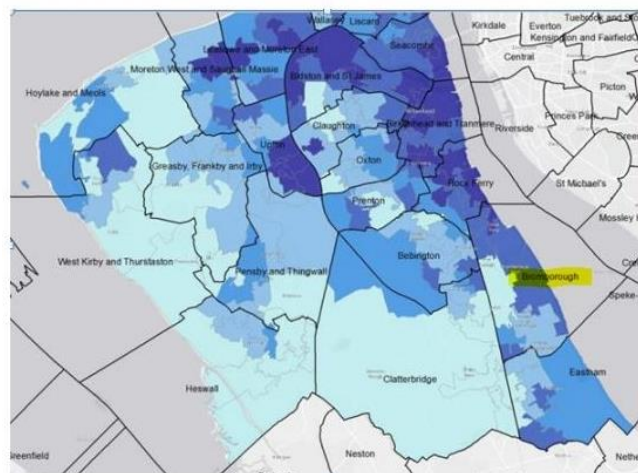 Wallasey
Liscard
Kirkdale
Everton
Tuebrook and Sto
Kensington and Fairfield
Central
Leasowe and Moreton East
Seacombe
Moreton West and Saughall Massie
Bidston and St James
Picton
Hoylake and Meols
Claughton
Birkenhead and Tranmere
Riverside
Princes Park
Upton
Greasby, Frankby and Irby
Oxton
St Michael's
Prenton
Rock Ferry
Mossley H
West Kirby and Thurstaston
Pensby and Thingwall
Bebington
Bromborough
Speke-
Clatterbridge
Eastham
Heswall
Greenfield
Neston
Nethe